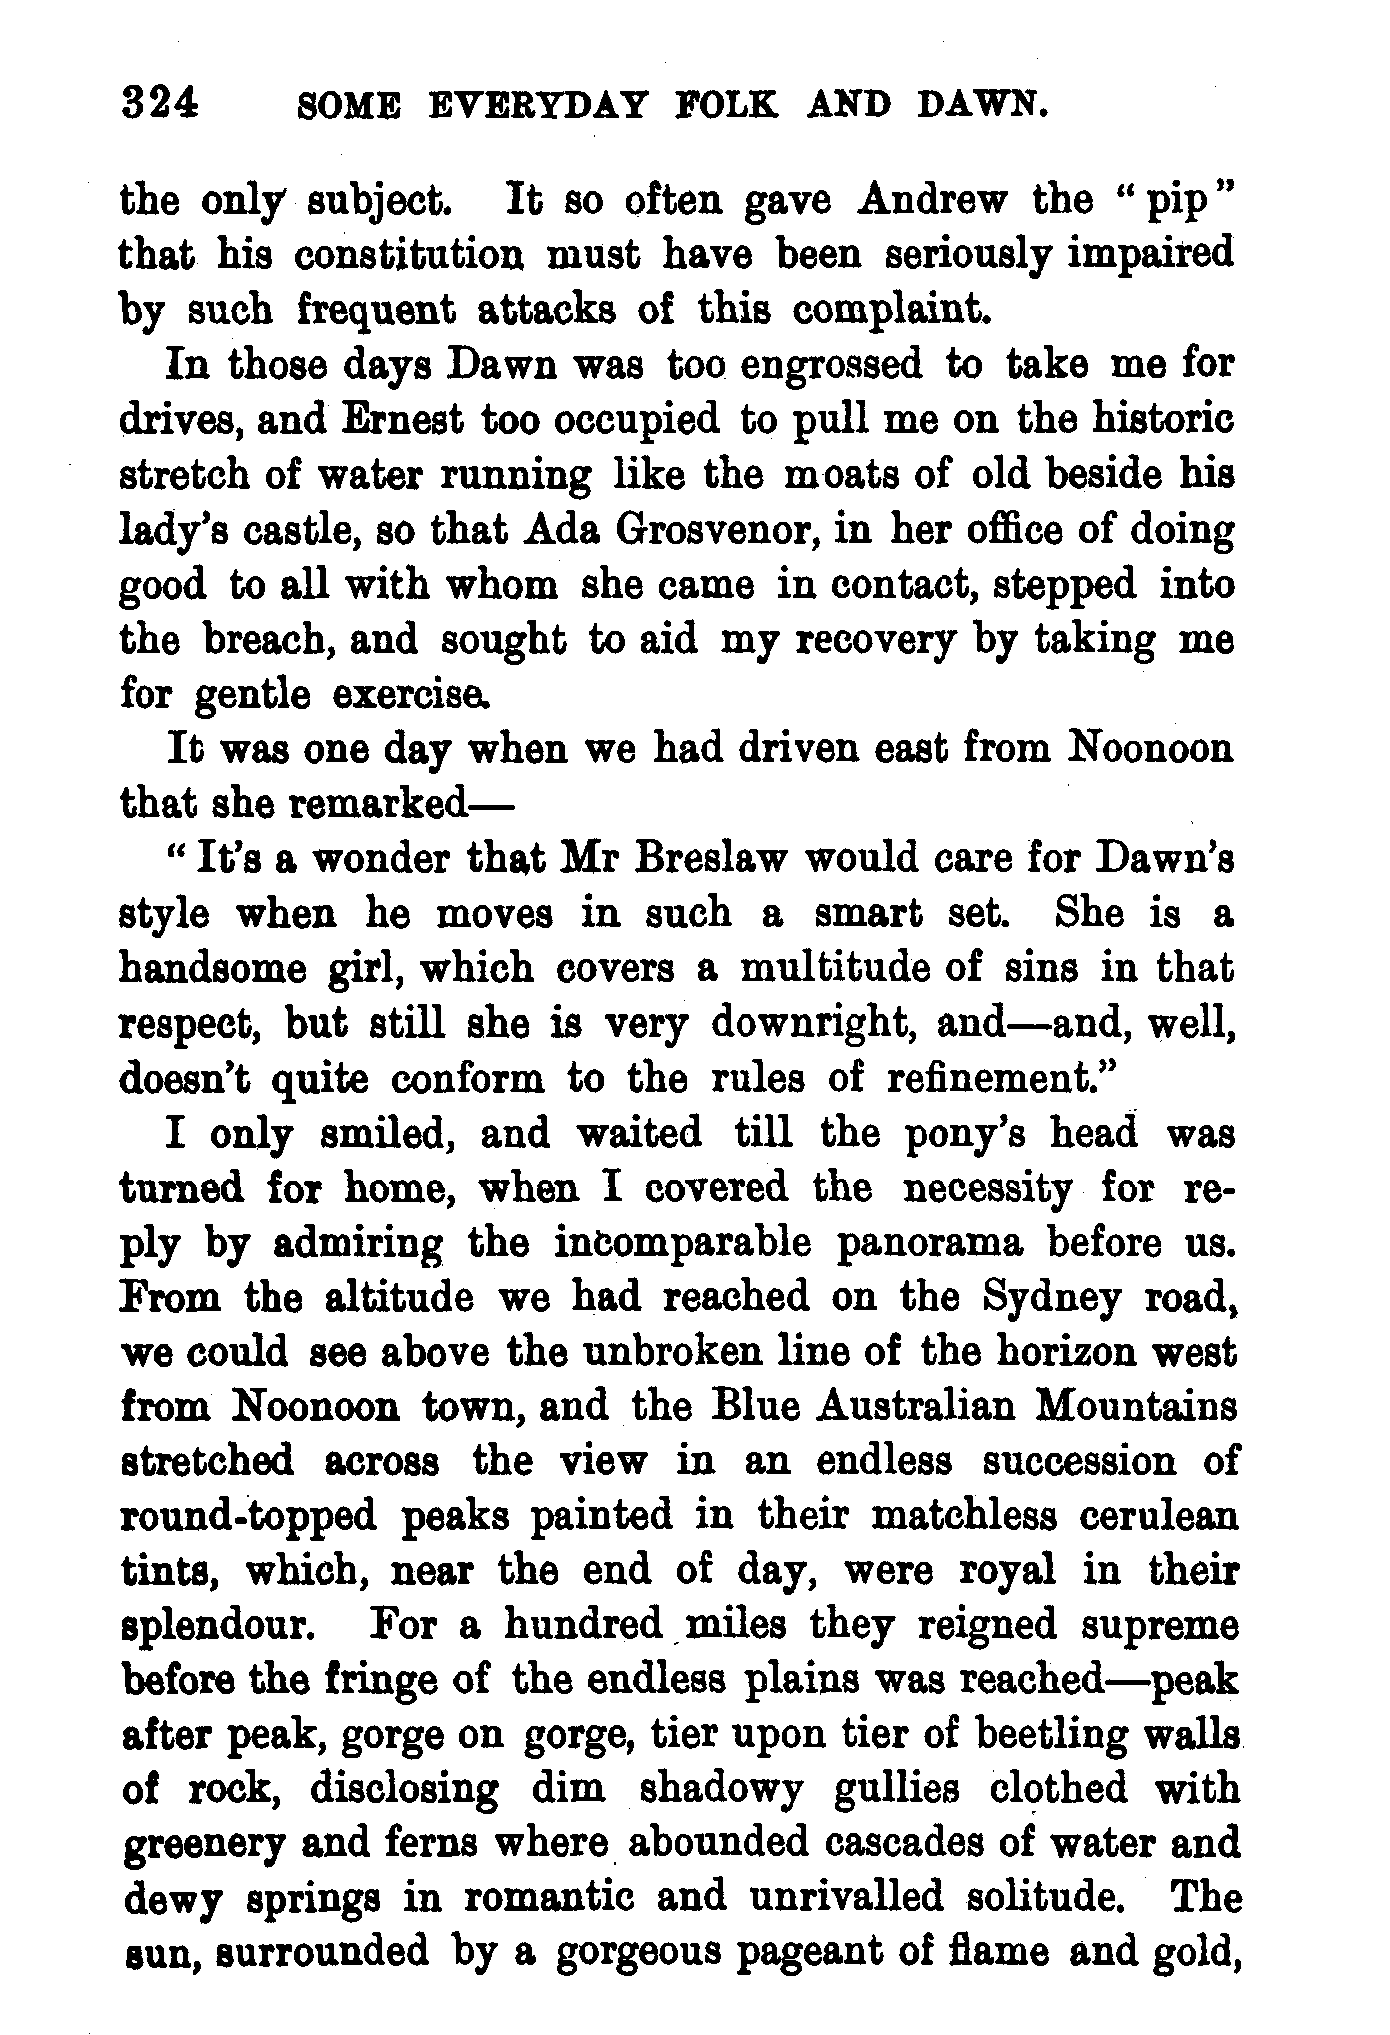 324 SOME EVERYDAY FOLK AND DAWN.
the only subject. It so often gave Andrew the “pip”
that his constitution must have been seriously impaired
by such frequent attacks of this complaint.
In those days Dawn was too engrossed to take me for
drives, and Ernest too occupied to pull me on the historic
stretch of water running like the moats of old beside his
lady’s castle, so that Ada Grosvenor, in her office of doing
good to all with whom she came in contact, stepped into
the breach, and sought to aid my recovery by taking me
for gentle exercise.
It was one day when we had driven east from Noonoon
that she remarked—
“It’s a wonder that Mr Breslaw would care for Dawn’s
style when he moves in such a smart set. She is a
handsome girl, which covers a multitude of sins in that
respect, but still she is very downright, and—and, well,
doesn’t quite conform to the rules of refinement.”
I only smiled, and waited till the pony’s head was
turned for home, when I covered the necessity for re-
ply by admiring the incomparable panorama before us.
From the altitude we had reached on the Sydney road,
we could see above the unbroken line of the horizon west
from Noonoon town, and the Blue Australian Mountains
stretched across the view in an endless succession of
round-topped peaks painted in their matchless cerulean
tints, which, near the end of day, were royal in their
splendour. For a hundred miles they reigned supreme
before the fringe of the endless plains was reached—peak
after peak, gorge on gorge, tier upon tier of beetling walls
of rock, disclosing dim shadowy gullies clothed with
greenery and ferns where abounded cascades of water and
dewy springs in romantic and unrivalled solitude. The
sun, surrounded by a gorgeous pageant of flame and gold,